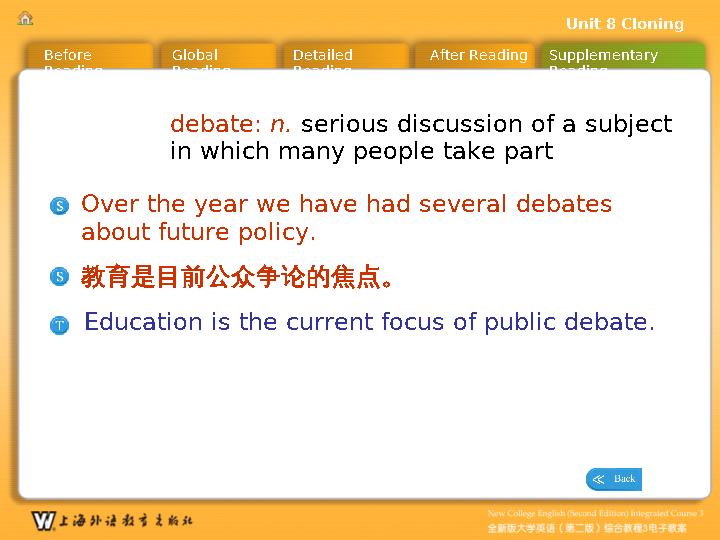 Unit 8 Cloning
Before Reading
Global Reading
Detailed Reading
After Reading
Supplementary Reading
debate: n. serious discussion of a subject
in which many people take part
S
Over the year we have had several debates
about future policy.
S
教育是目前公众争论的焦点。
T
Education is the current focus of public debate.
≪ Back
W 上海外语教育出版社
New College English (Second Edition) Integrated Course 3
全新版大学英语（第二版）综合教程3电子教案